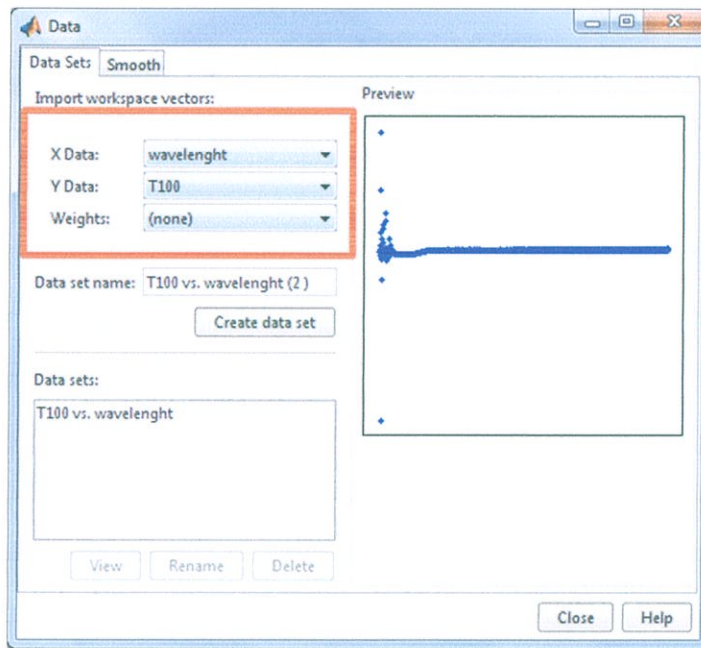 Data
Data Sets Smooth
Import workspace vectors:
X Data: wavelenght
Y Data: T100
Weights: (none)
Data set name: T100 vs. wavelenght (2 )
Create data set
Data sets:
T100 vs. wavelenght
View Rename Delete
Preview
Close Help